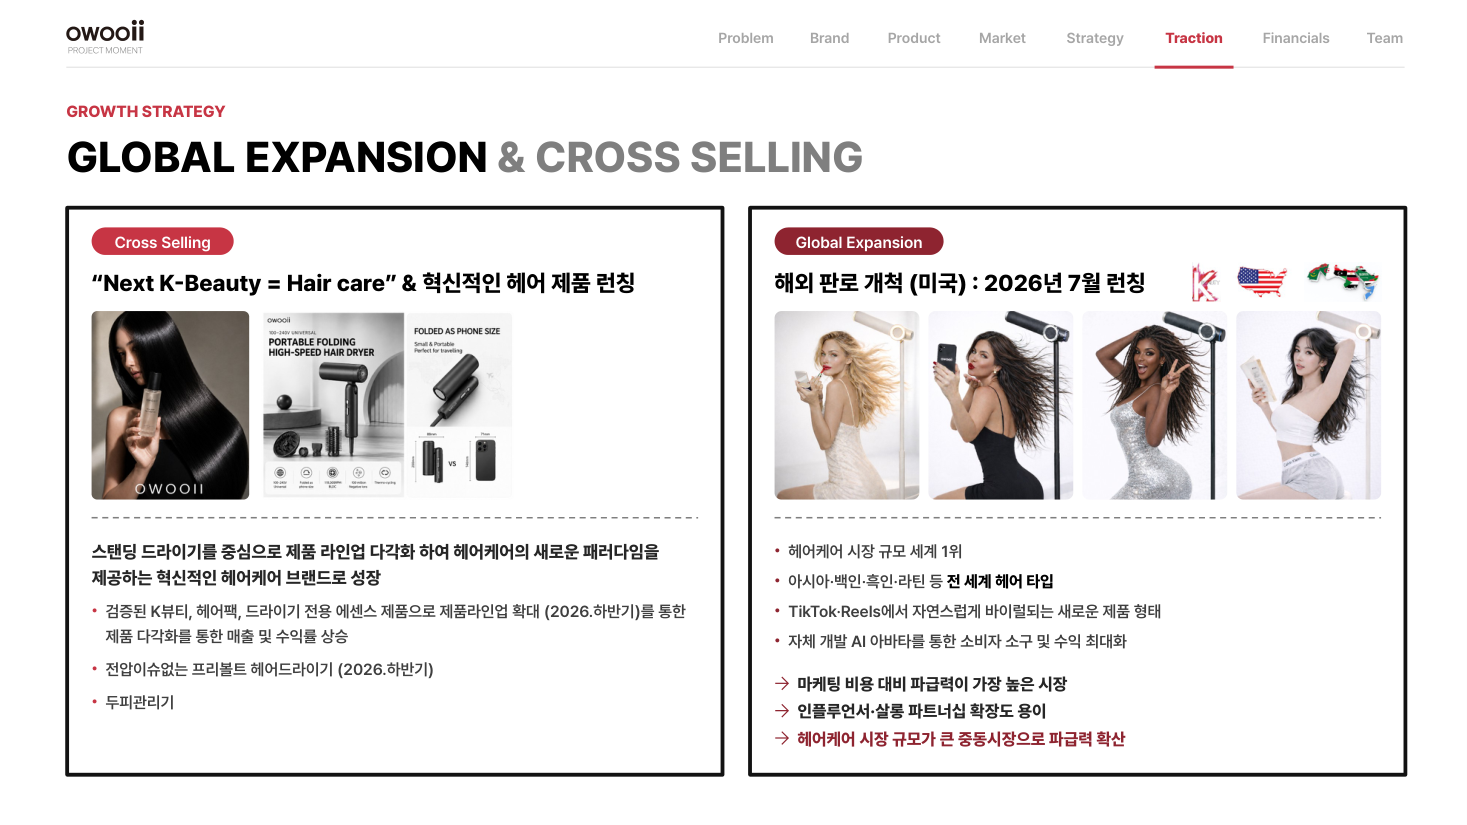 owooii
PROJECT MOMENT
Problem
Brand
Product
Market
Strategy
Traction
Financials
Team
GROWTH STRATEGY
GLOBAL EXPANSION & CROSS SELLING
Cross Selling
“Next K-Beauty = Hair care” & 혁신적인 헤어 제품 런칭
OWOOII
owooii
100-240V UNIVERSAL
PORTABLE FOLDING
HIGH-SPEED HAIR DRYER
FOLDED AS PHONE SIZE
Small & Portable
Perfect for travelling
VS
스탠딩 드라이기를 중심으로 제품 라인업 다각화 하여 헤어케어의 새로운 패러다임을
제공하는 혁신적인 헤어케어 브랜드로 성장
• 검증된 K뷰티, 헤어팩, 드라이기 전용 에센스 제품으로 제품라인업 확대 (2026.하반기)를 통한
제품 다각화를 통한 매출 및 수익률 상승
• 전압이슈없는 프리볼트 헤어드라이기 (2026.하반기)
• 두피관리기
Global Expansion
해외 판로 개척 (미국) : 2026년 7월 런칭
K
• 헤어케어 시장 규모 세계 1위
• 아시아·백인·흑인·라틴 등 전 세계 헤어 타입
• TikTok·Reels에서 자연스럽게 바이럴되는 새로운 제품 형태
• 자체 개발 AI 아바타를 통한 소비자 소구 및 수익 최대화
→ 마케팅 비용 대비 파급력이 가장 높은 시장
→ 인플루언서·살롱 파트너십 확장도 용이
→ 헤어케어 시장 규모가 큰 중동시장으로 파급력 확산